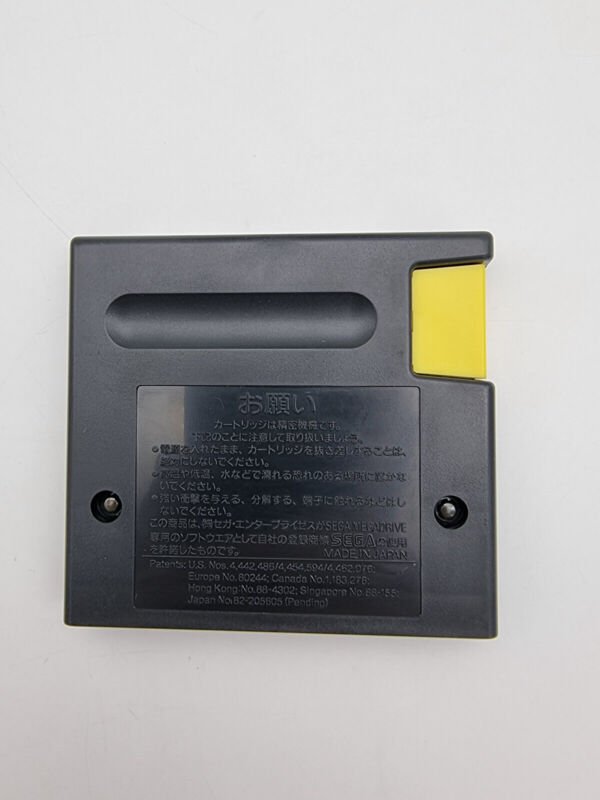 お願い
カートリッジは精密機械です。
下記のことに注意して取り扱いましょう。
●電源を入れたまま、カートリッジを抜き差しすることは、
絶対にしないでください。
●高温や低温、水などで濡れる恐れのある場所に置かな
いでください。
●強い衝撃を与える、分解する、端子に触れるなどはし
ないでください。
この商品は、㈱セガ・エンタープライゼスがSEGA MEGA DRIVE
専用のソフトウエアとして自社の登録商標SEGAの使用
を許諾したものです。 MADE IN JAPAN
Patents: U.S. Nos. 4,442,486/4,454,594/4,462,076;
Europe No. 80244; Canada No. 1,183,276;
Hong Kong No. 88-4302; Singapore No. 88-155;
Japan No. 82-205605 (Pending)